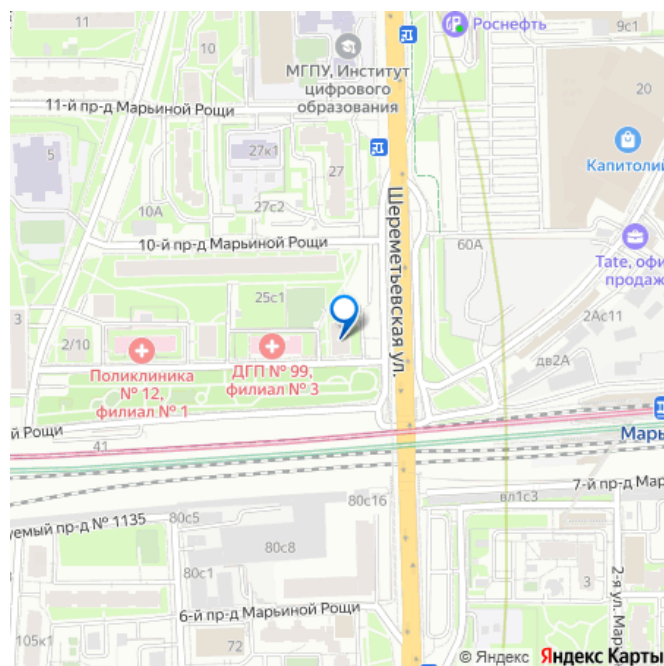 11
Роснефть
9с1
10
МГПУ, Институт
цифрового
образования
20
11-й пр-д Марьиной Рощи
5
27к1
27
Капитолий
10А
27с2
Шереметьевская ул.
10-й пр-д Марьиной Рощи
60А
Tate, офи
продаж
25с1
2Ас11
3
2/10
дв2А
Поликлиника
№ 12,
филиал № 1
ДГП № 99,
филиал № 3
й Рощи
41
Марь
7-й пр-д Мар
80с16
вл1с3
уемый пр-д № 1135
80с5
80с8
80с1
3
2-я ул. Мар
6-й пр-д Марьиной Рощи
105к1
72
© Яндекс Яндекс Карты